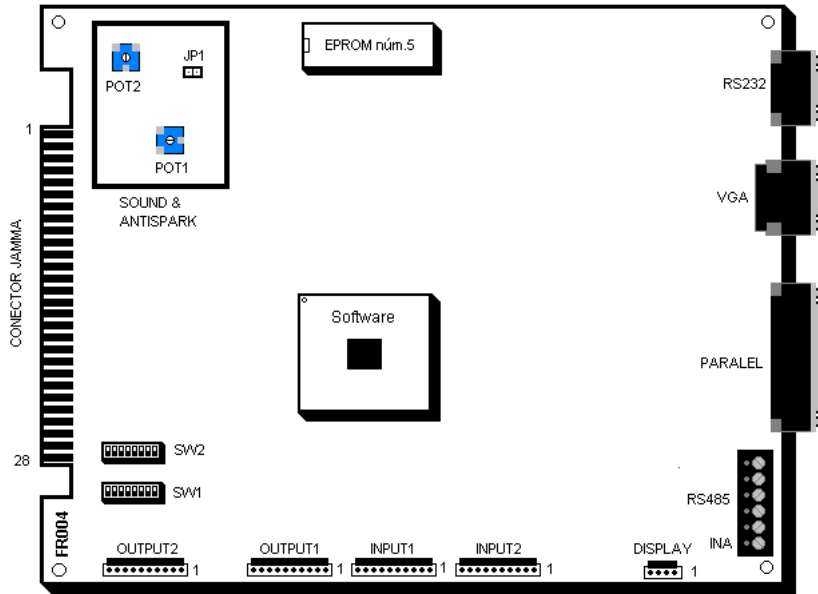 EPROM núm.5
JP1
POT2
RS232
1
POT1
SOUND &
ANTISPARK
VGA
CONECTOR JAMMA
Software
PARALEL
SW2
28
SW1
RS485
FR004
OUTPUT2
1
OUTPUT1
1
INPUT1
1
INPUT2
1
DISPLAY
1
INA